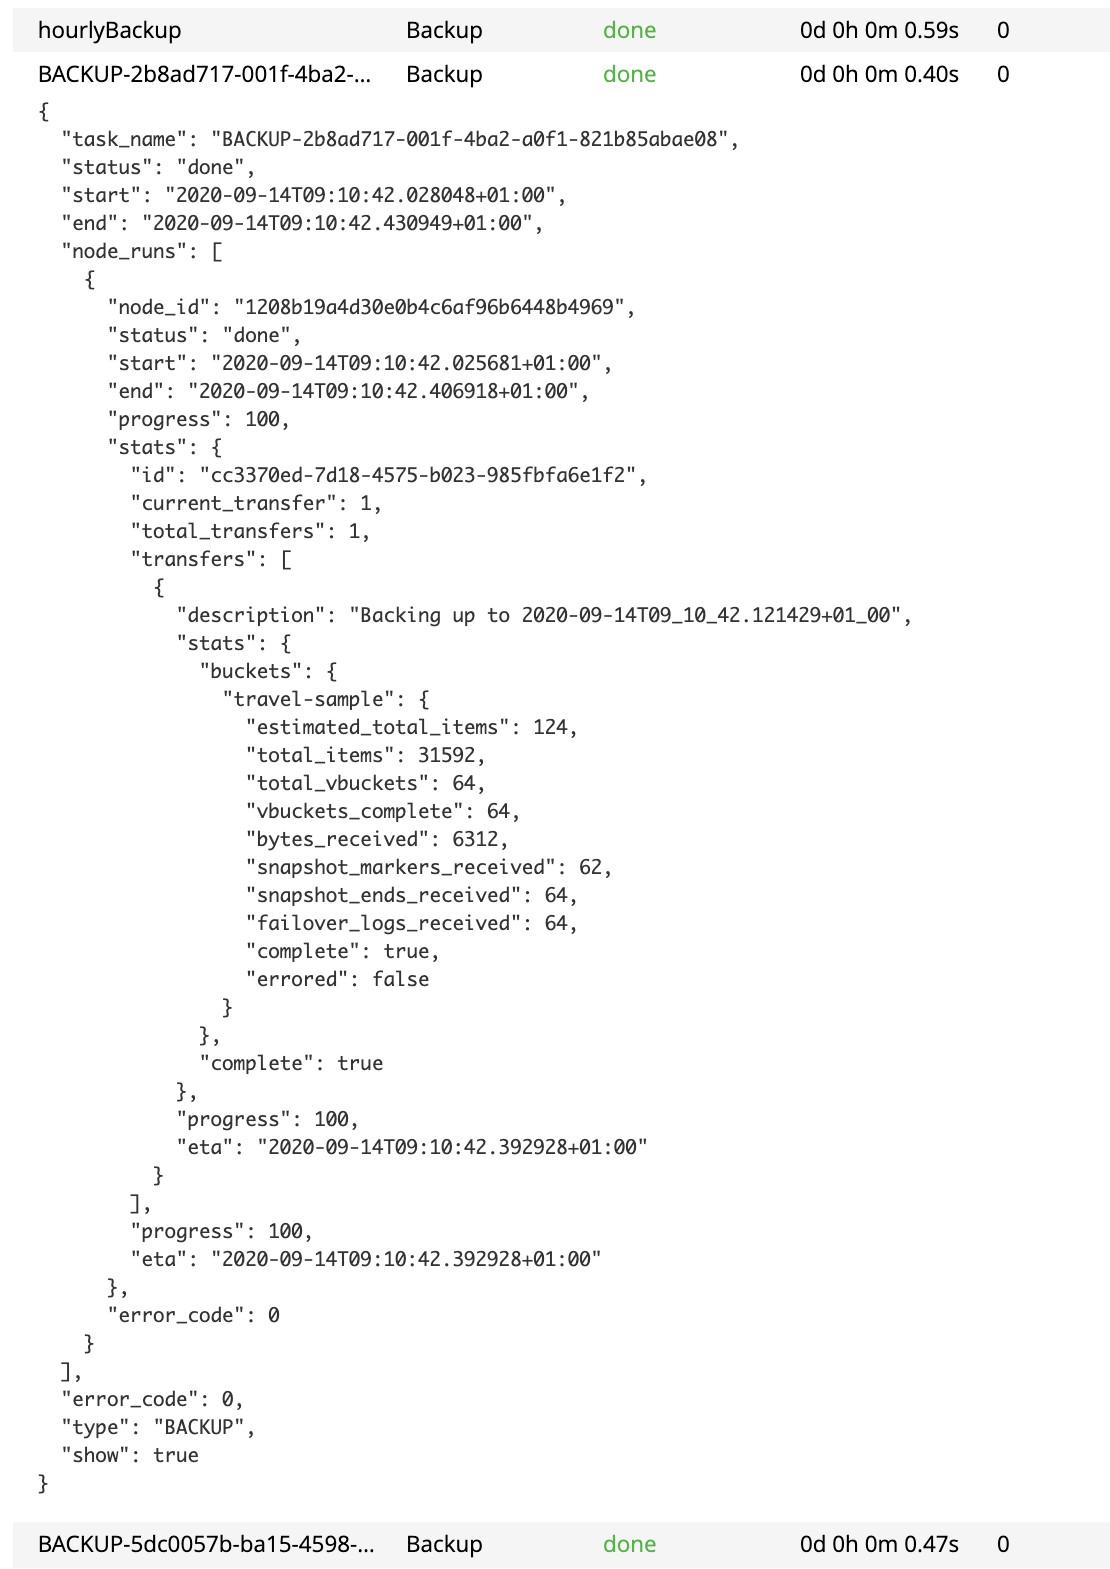 hourlyBackup Backup done 0d 0h 0m 0.59s 0
BACKUP-2b8ad717-001f-4ba2-... Backup done 0d 0h 0m 0.40s 0
{
  "task_name": "BACKUP-2b8ad717-001f-4ba2-a0f1-821b85abae08",
  "status": "done",
  "start": "2020-09-14T09:10:42.028048+01:00",
  "end": "2020-09-14T09:10:42.430949+01:00",
  "node_runs": [
    {
      "node_id": "1208b19a4d30e0b4c6af96b6448b4969",
      "status": "done",
      "start": "2020-09-14T09:10:42.025681+01:00",
      "end": "2020-09-14T09:10:42.406918+01:00",
      "progress": 100,
      "stats": {
        "id": "cc3370ed-7d18-4575-b023-985fbfa6e1f2",
        "current_transfer": 1,
        "total_transfers": 1,
        "transfers": [
          {
            "description": "Backing up to 2020-09-14T09_10_42.121429+01_00",
            "stats": {
              "buckets": {
                "travel-sample": {
                  "estimated_total_items": 124,
                  "total_items": 31592,
                  "total_vbuckets": 64,
                  "vbuckets_complete": 64,
                  "bytes_received": 6312,
                  "snapshot_markers_received": 62,
                  "snapshot_ends_received": 64,
                  "failover_logs_received": 64,
                  "complete": true,
                  "errored": false
                }
              },
              "complete": true
            },
            "progress": 100,
            "eta": "2020-09-14T09:10:42.392928+01:00"
          }
        ],
        "progress": 100,
        "eta": "2020-09-14T09:10:42.392928+01:00"
      },
      "error_code": 0
    }
  ],
  "error_code": 0,
  "type": "BACKUP",
  "show": true
}
BACKUP-5dc0057b-ba15-4598-... Backup done 0d 0h 0m 0.47s 0